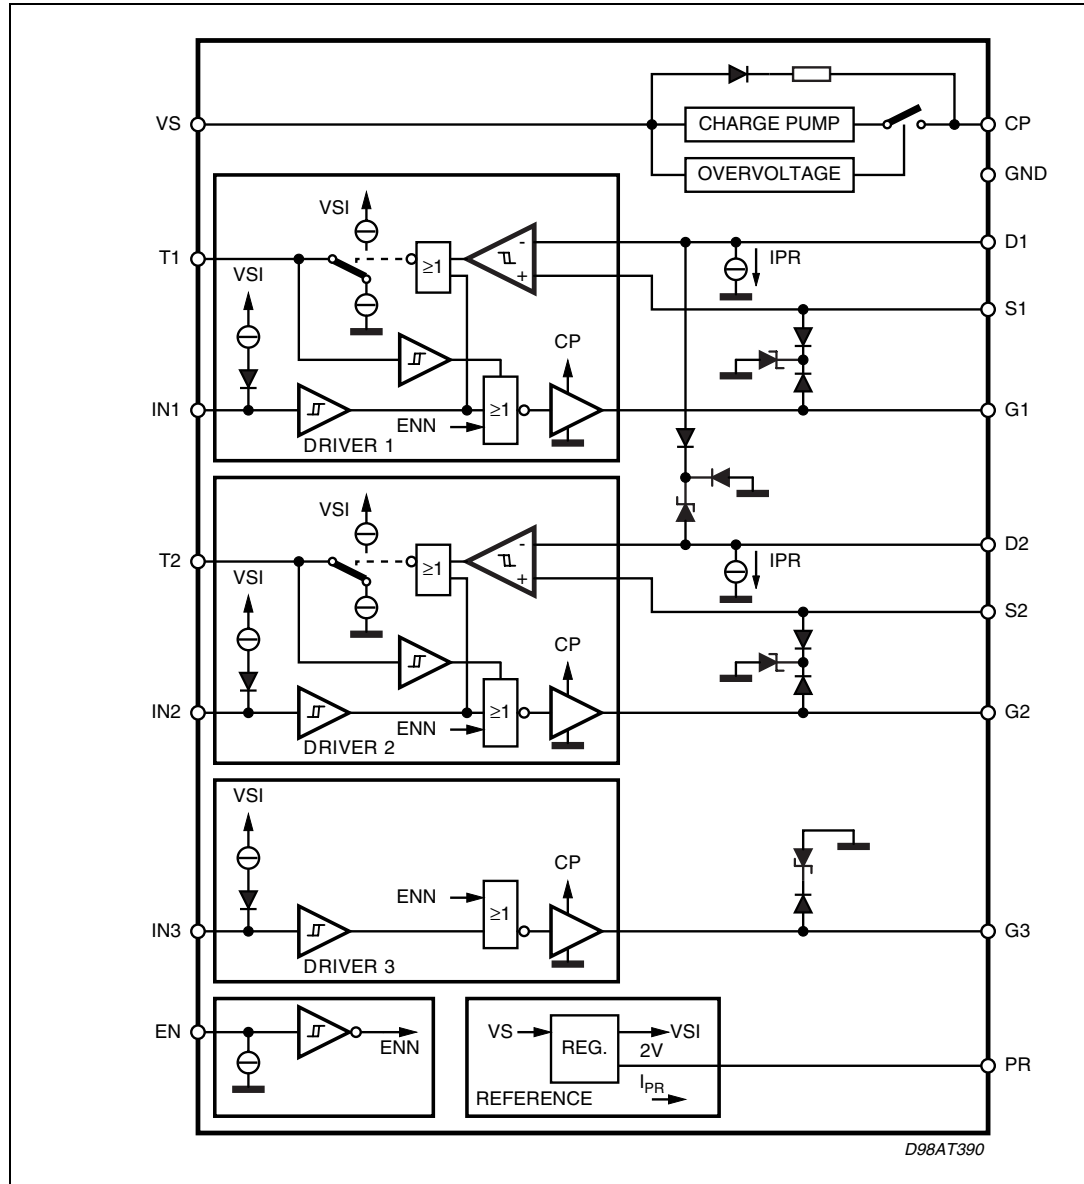 VS
CHARGE PUMP
CP
OVERVOLTAGE
GND
VSI
T1
VSI
≥1
-
+
D1
IPR
S1
CP
IN1
ENN
≥1
DRIVER 1
G1
VSI
T2
VSI
≥1
-
+
D2
IPR
S2
CP
IN2
ENN
≥1
DRIVER 2
G2
VSI
CP
ENN
≥1
IN3
DRIVER 3
G3
EN
ENN
VS
REG.
VSI
2V
PR
IPR
REFERENCE
D98AT390